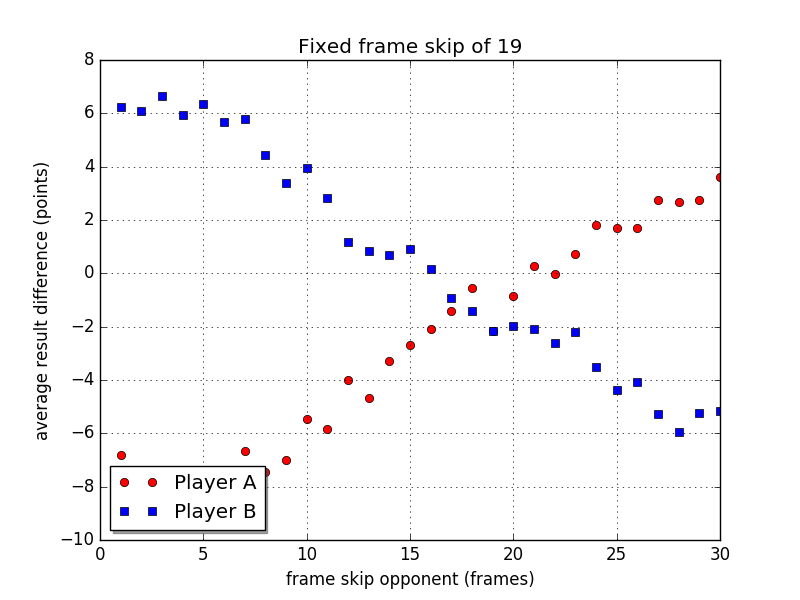 Fixed frame skip of 19
average result difference (points)
8
6
4
2
0
−2
−4
−6
−8
−10
Player A
Player B
0 5 10 15 20 25 30
frame skip opponent (frames)